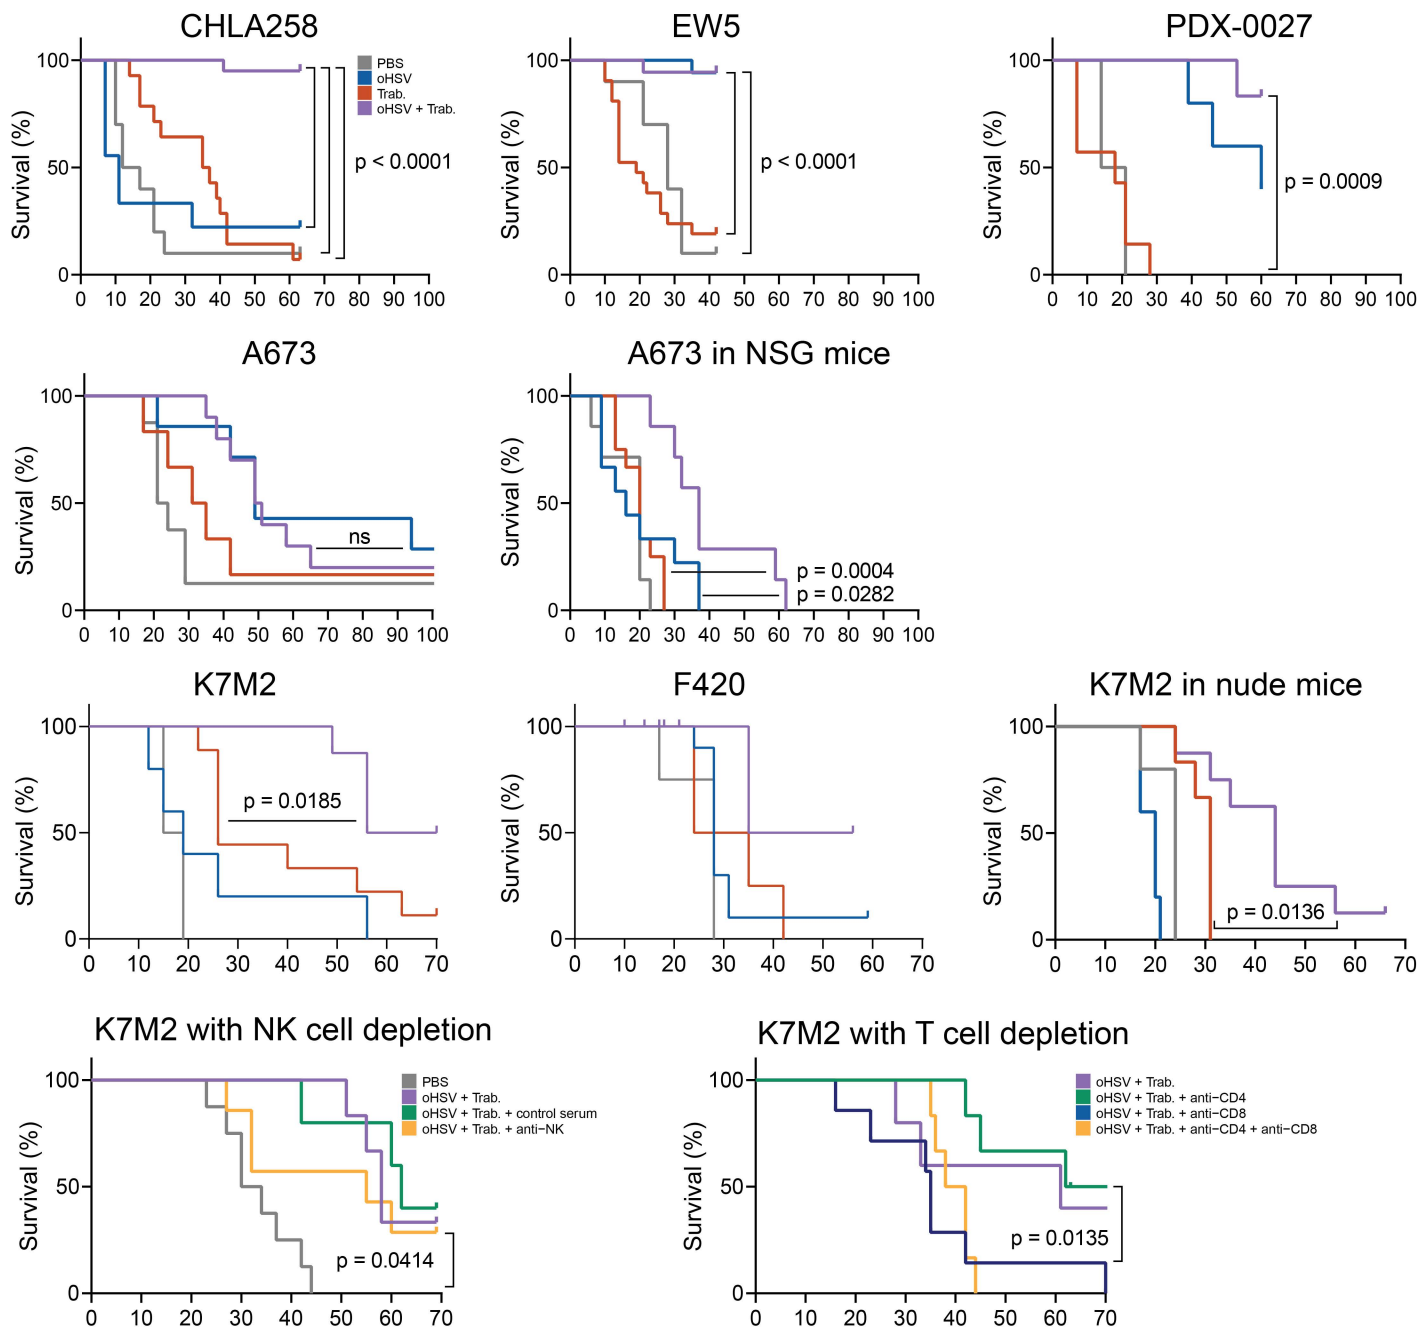 CHLA258
EW5
PDX-0027
100
50
0
Survival (%)
PBS
oHSV
Trab.
oHSV + Trab.
p < 0.0001
0 10 20 30 40 50 60 70 80 90 100
100
50
0
Survival (%)
p < 0.0001
0 10 20 30 40 50 60 70 80 90 100
100
50
0
Survival (%)
p = 0.0009
0 10 20 30 40 50 60 70 80 90 100
A673
A673 in NSG mice
100
50
0
Survival (%)
ns
0 10 20 30 40 50 60 70 80 90 100
100
50
0
Survival (%)
p = 0.0004
p = 0.0282
0 10 20 30 40 50 60 70 80 90 100
K7M2
F420
K7M2 in nude mice
100
50
0
Survival (%)
p = 0.0185
0 10 20 30 40 50 60 70
100
50
0
Survival (%)
0 10 20 30 40 50 60 70
100
50
0
Survival (%)
p = 0.0136
0 10 20 30 40 50 60 70
K7M2 with NK cell depletion
K7M2 with T cell depletion
100
50
0
Survival (%)
PBS
oHSV + Trab.
oHSV + Trab. + control serum
oHSV + Trab. + anti−NK
p = 0.0414
0 10 20 30 40 50 60 70
100
50
0
Survival (%)
oHSV + Trab.
oHSV + Trab. + anti−CD4
oHSV + Trab. + anti−CD8
oHSV + Trab. + anti−CD4 + anti−CD8
p = 0.0135
0 10 20 30 40 50 60 70